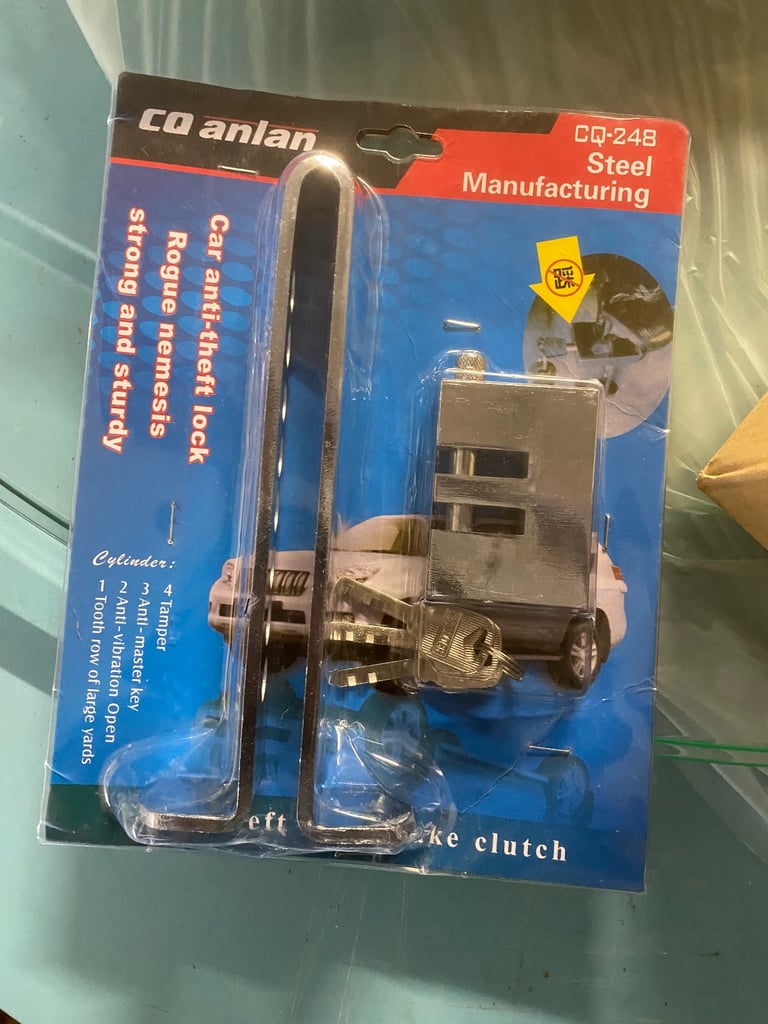 CQ anlan
CQ-248
Steel
Manufacturing
踩
Car anti-theft lock
Rogue nemesis
strong and sturdy
Cylinder:
1 Tooth row of large yards
2 Anti-vibration Open
3 Anti-master key
4 Tamper
clutch